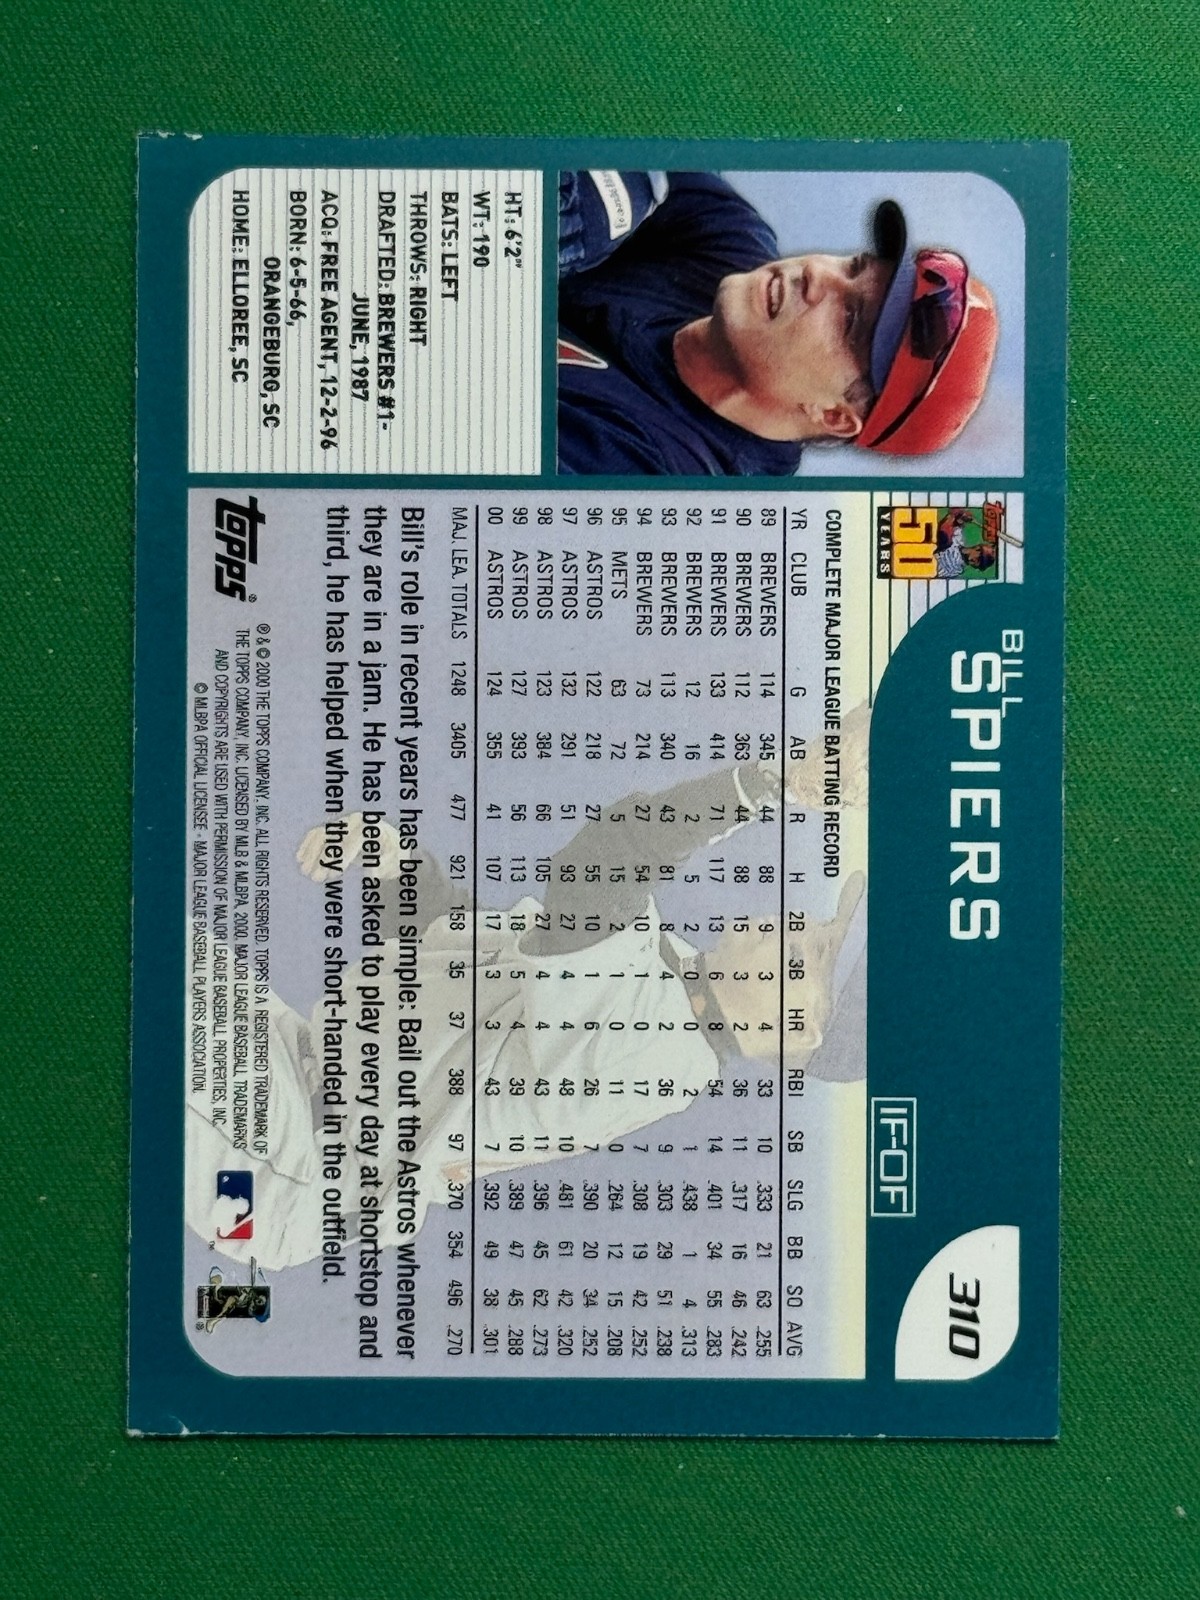 Topps
50
YEARS
BILL
SPIERS
IF-OF
310
HT: 6'2"
WT: 190
BATS: LEFT
THROWS: RIGHT
DRAFTED: BREWERS #1-
JUNE, 1987
ACQ: FREE AGENT, 12-2-96
BORN: 6-5-66,
ORANGEBURG, SC
HOME: ELLOREE, SC
COMPLETE MAJOR LEAGUE BATTING RECORD
YR CLUB G AB R H 2B 3B HR RBI SB SLG BB SO AVG
89 BREWERS 114 345 44 88 9 3 4 33 10 .333 21 63 .255
90 BREWERS 112 363 44 88 15 3 2 36 11 .317 16 46 .242
91 BREWERS 133 414 71 117 13 6 8 54 14 .401 34 55 .283
92 BREWERS 12 16 2 5 2 0 0 2 1 .438 1 4 .313
93 BREWERS 113 340 43 81 8 4 2 36 9 .303 29 51 .238
94 BREWERS 73 214 27 54 10 1 0 17 7 .308 19 42 .252
95 METS 63 72 5 15 2 1 0 11 0 .264 12 15 .208
96 ASTROS 122 218 27 55 10 1 6 26 7 .390 20 34 .252
97 ASTROS 132 291 51 93 27 4 4 48 10 .481 61 42 .320
98 ASTROS 123 384 66 105 27 4 4 43 11 .396 45 62 .273
99 ASTROS 127 393 56 113 18 5 4 39 10 .389 47 45 .288
00 ASTROS 124 355 41 107 17 3 3 43 7 .392 49 38 .301
MAJ. LEA. TOTALS 1248 3405 477 921 158 35 37 388 97 .370 354 496 .270
Bill's role in recent years has been simple: Bail out the Astros whenever
they are in a jam. He has been asked to play every day at shortstop and
third, he has helped when they were short-handed in the outfield.
topps®
® & © 2000 THE TOPPS COMPANY, INC. ALL RIGHTS RESERVED. TOPPS IS A REGISTERED TRADEMARK OF
THE TOPPS COMPANY, INC. LICENSED BY MLB & MLBPA, 2000. MAJOR LEAGUE BASEBALL TRADEMARKS
AND COPYRIGHTS ARE USED WITH PERMISSION OF MAJOR LEAGUE BASEBALL PROPERTIES, INC.
© MLBPA OFFICIAL LICENSEE - MAJOR LEAGUE BASEBALL PLAYERS ASSOCIATION.